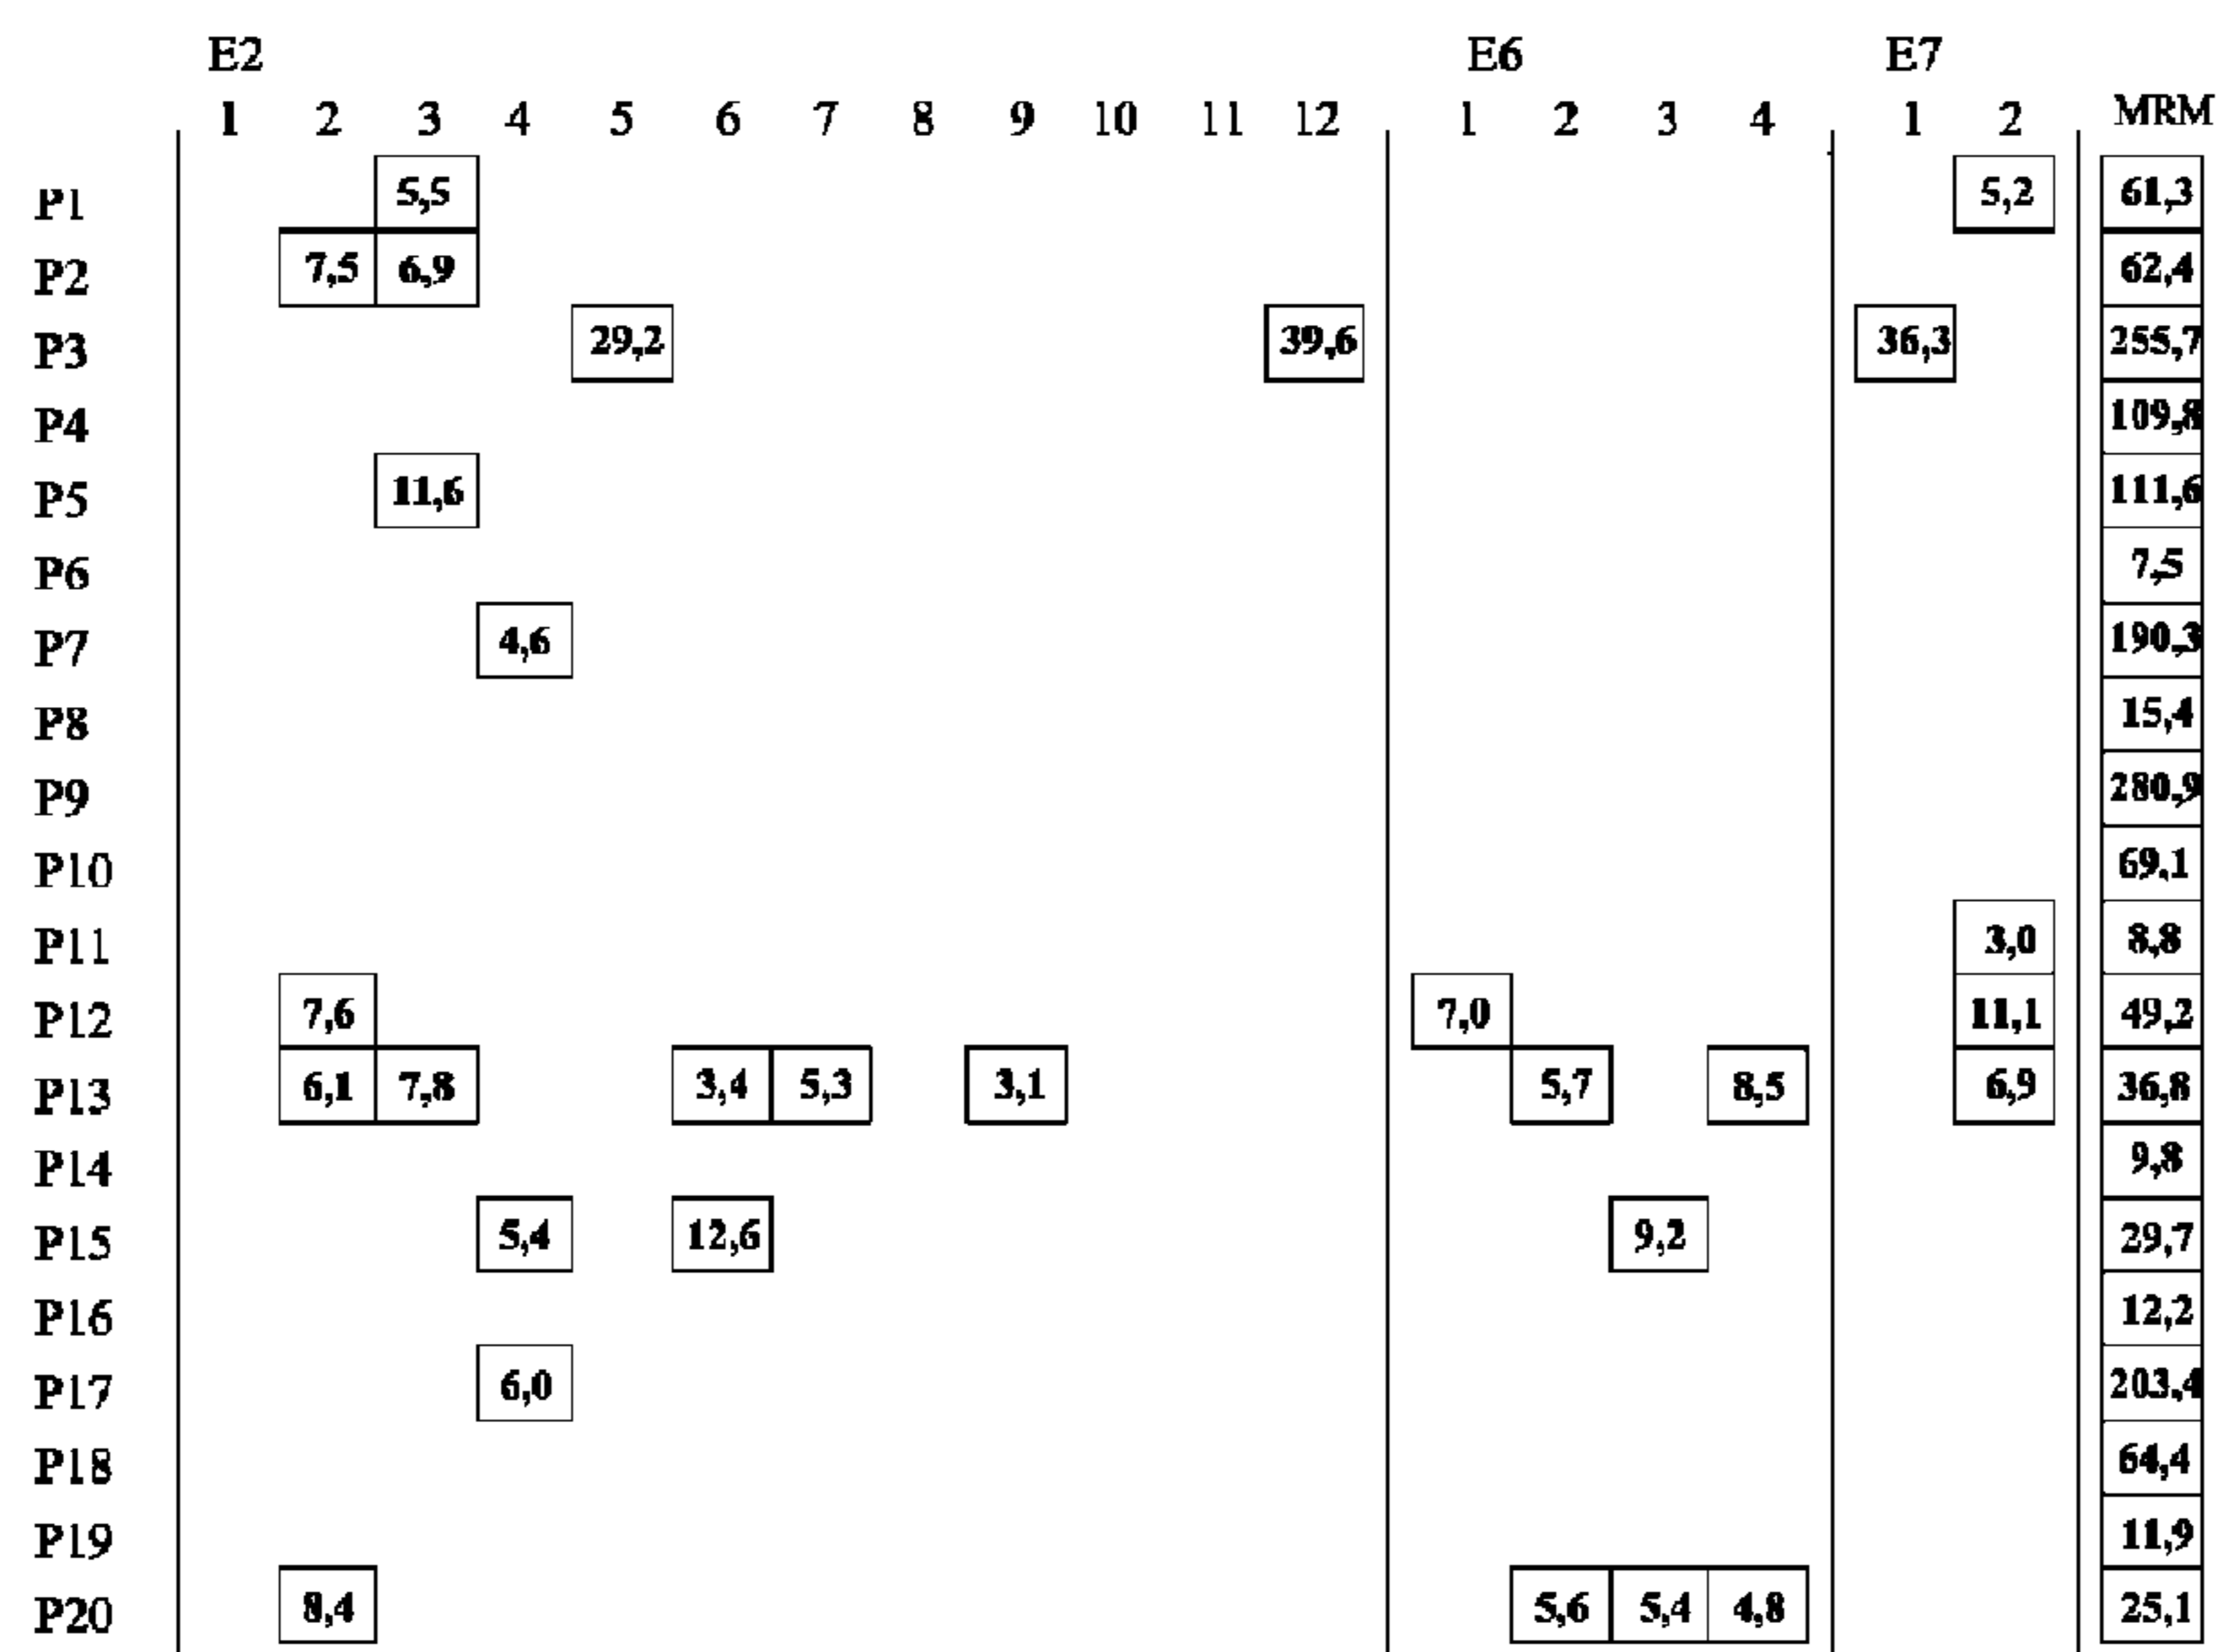 E2 E6 E7
1 2 3 4 5 6 7 8 9 10 11 12 1 2 3 4 1 2 MRM
P1 5,5 5,2 61,3
P2 7,5 6,9 62,4
P3 29,2 39,6 36,3 255,7
P4 109,8
P5 11,6 111,6
P6 7,5
P7 4,6 190,3
P8 15,4
P9 280,9
P10 69,1
P11 3,0 8,8
P12 7,6 7,0 11,1 49,2
P13 6,1 7,8 3,4 5,3 3,1 5,7 8,5 6,9 36,8
P14 9,8
P15 5,4 12,6 9,2 29,7
P16 12,2
P17 6,0 203,4
P18 64,4
P19 11,9
P20 8,4 5,6 5,4 4,8 25,1